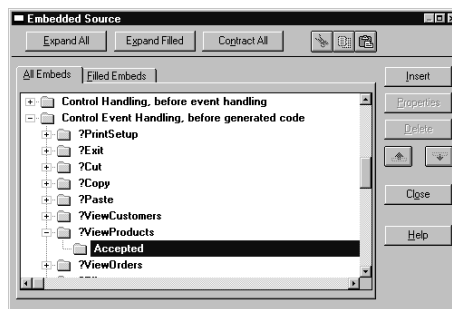 Embedded Source
Expand All Expand Filled Contract All
All Embeds Filled Embeds
Control Handling, before event handling
Control Event Handling, before generated code
?PrintSetup
?Exit
?Cut
?Copy
?Paste
?ViewCustomers
?ViewProducts
Accepted
?ViewOrders
Insert
Properties
Delete
Close
Help